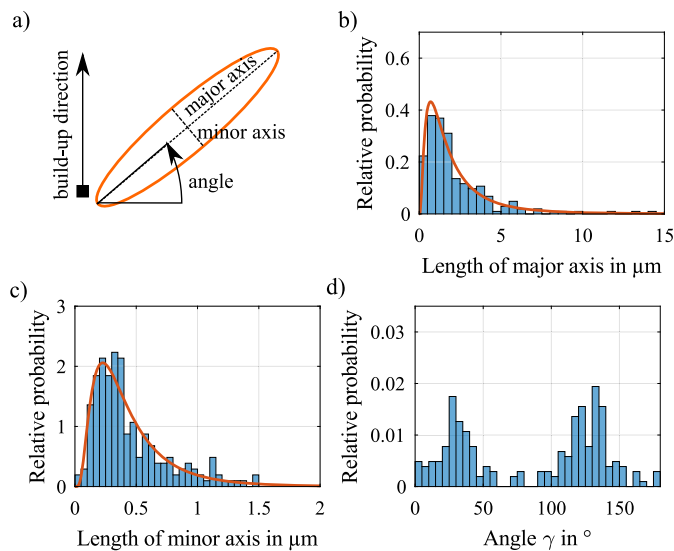 a)
build-up direction
major axis
minor axis
angle
b)
Relative probability
0.6
0.4
0.2
0
0
5
10
15
Length of major axis in µm
c)
Relative probability
3
2
1
0
0
0.5
1
1.5
2
Length of minor axis in µm
d)
Relative probability
0.03
0.02
0.01
0
0
50
100
150
Angle γ in °